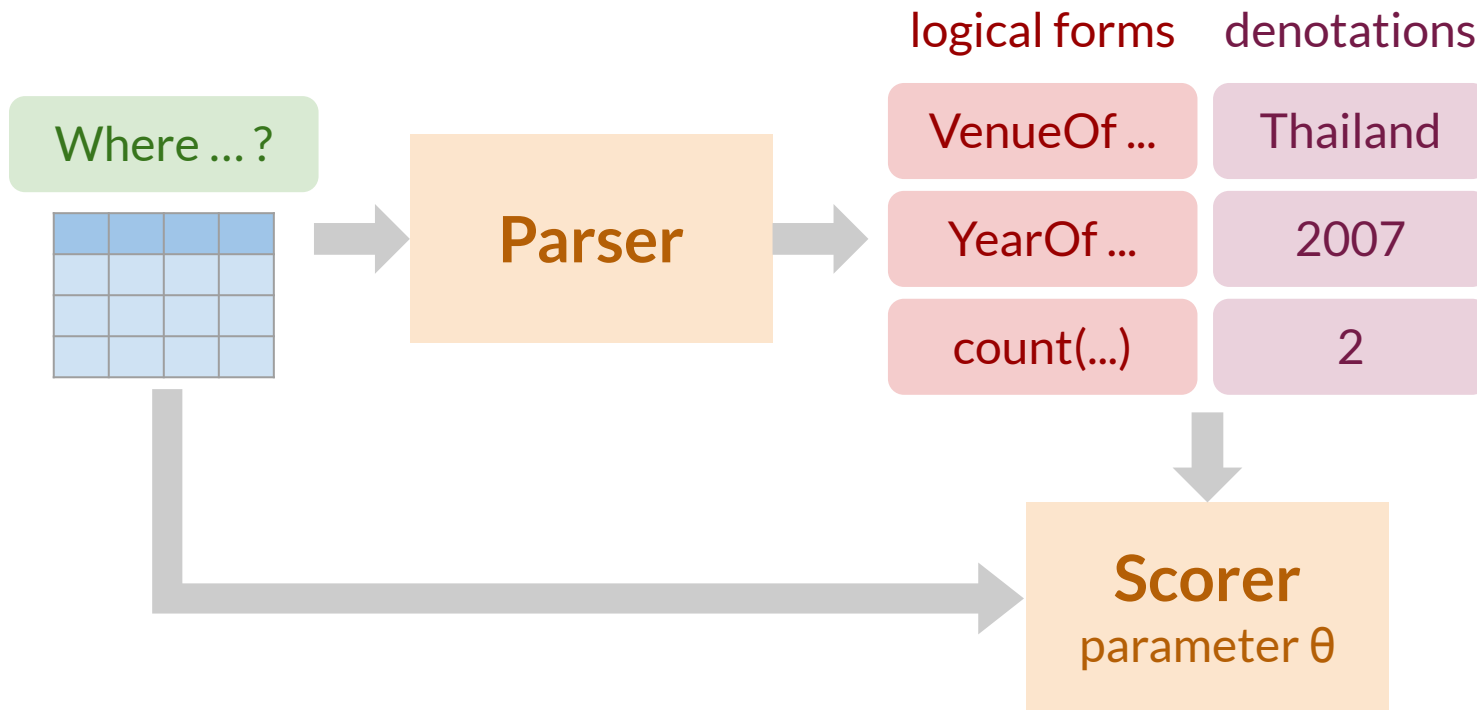 logical forms denotations
Where ... ?
Parser
VenueOf ... Thailand
YearOf ... 2007
count(...) 2
Scorer
parameter θ